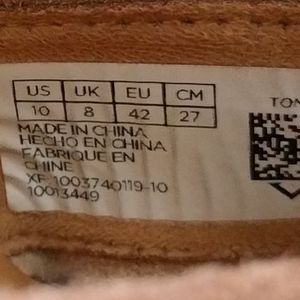 US UK EU CM
10 8 42 27
TON
MADE IN CHINA
HECHO EN CHINA
FABRIQUE EN
CHINE
XF: 1003740119-10
10013449